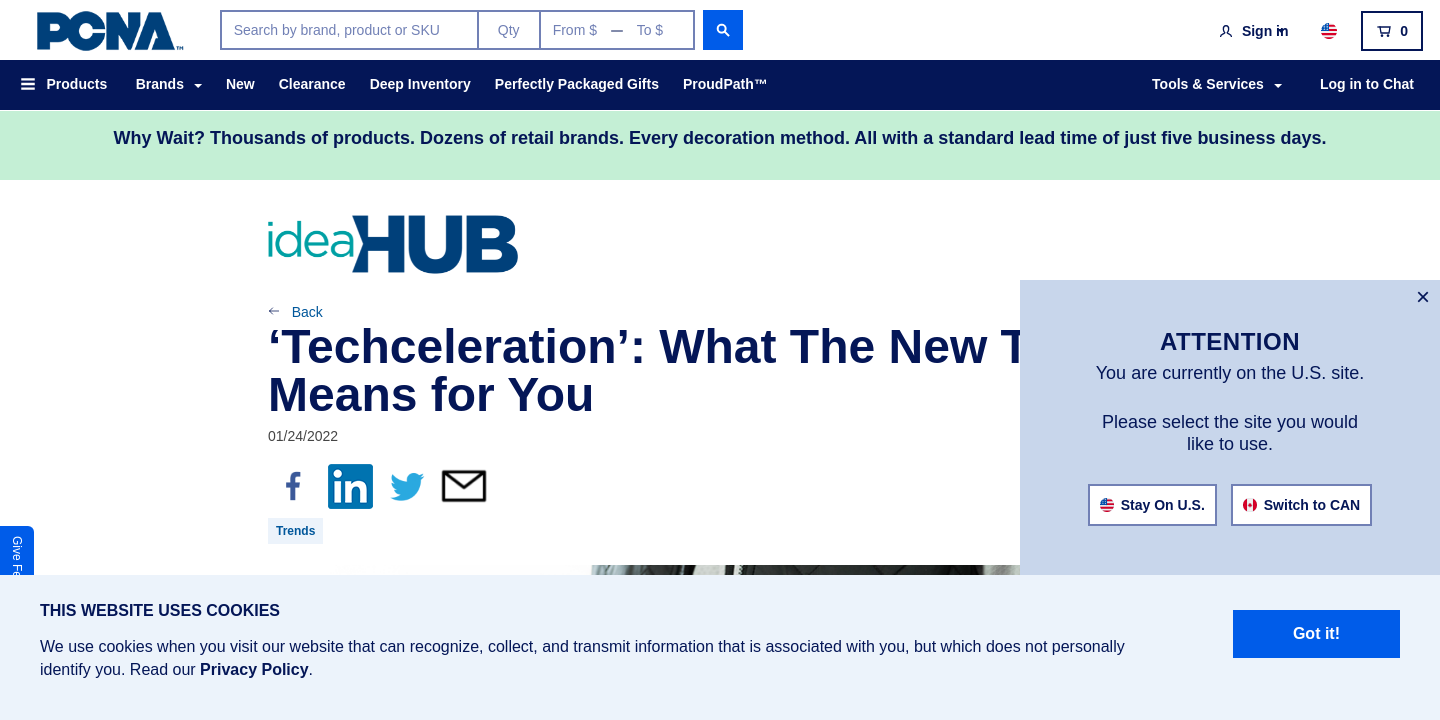 PCNA™
Search by brand, product or SKU
Qty
From $ — To $
Sign in
0
Products
Brands
New
Clearance
Deep Inventory
Perfectly Packaged Gifts
ProudPath™
Tools & Services
Log in to Chat
Why Wait? Thousands of products. Dozens of retail brands. Every decoration method. All with a standard lead time of just five business days.
ideaHUB
Back
‘Techceleration’: What The New T
Means for You
01/24/2022
f
in
Trends
Give Fe
×
ATTENTION
You are currently on the U.S. site.
Please select the site you would
like to use.
Stay On U.S.
Switch to CAN
THIS WEBSITE USES COOKIES
We use cookies when you visit our website that can recognize, collect, and transmit information that is associated with you, but which does not personally
identify you. Read our Privacy Policy.
Got it!